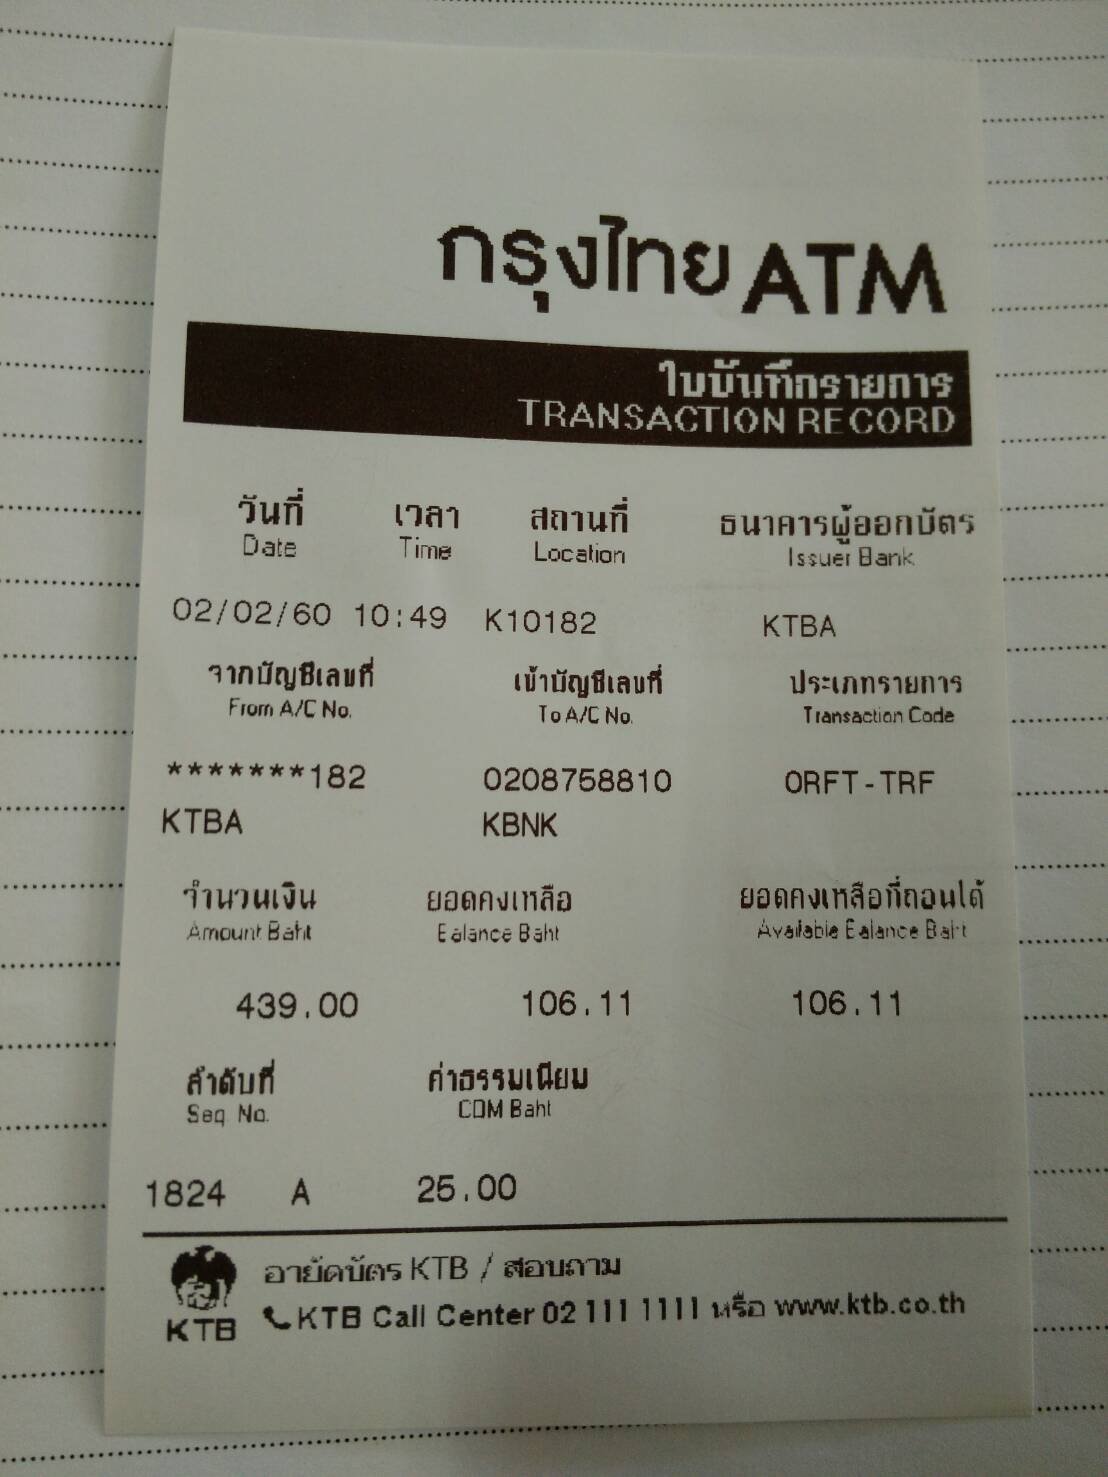 กรุงไทย ATM
ใบบันทึกรายการ
TRANSACTION RECORD
วันที่ เวลา สถานที่ ธนาคารผู้ออกบัตร
Date Time Location Issuer Bank
02/02/60 10:49 K10182 KTBA
จากบัญชีเลขที่ เข้าบัญชีเลขที่ ประเภทรายการ
From A/C No. To A/C No. Transaction Code
*******182 0208758810 ORFT-TRF
KTBA KBNK
จำนวนเงิน ยอดคงเหลือ ยอดคงเหลือที่ถอนได้
Amount Baht Balance Baht Available Balance Baht
439.00 106.11 106.11
ลำดับที่ ค่าธรรมเนียม
Seq. No. COM Baht
1824 A 25.00
อายัดบัตร KTB / สอบถาม
KTB Call Center 02 111 1111 หรือ www.ktb.co.th
KTB